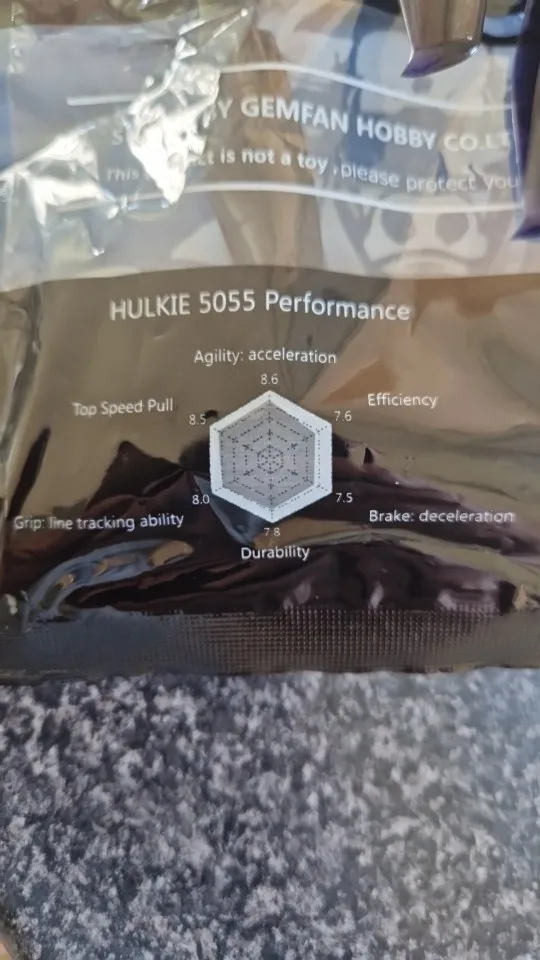 BY GEMFAN HOBBY CO.LT
This is not a toy ,please protect you
HULKIE 5055 Performance
Agility: acceleration
8.6
Top Speed Pull
Efficiency
8.5
7.6
8.0
7.5
Grip: line tracking ability
Brake: deceleration
7.8
Durability